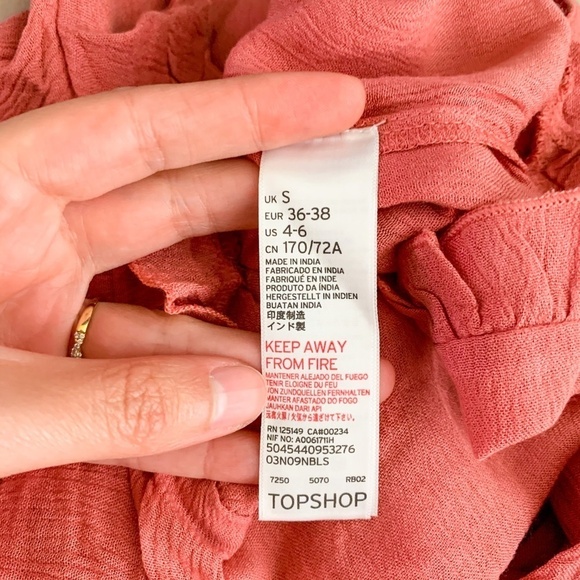 UK S
EUR 36-38
US 4-6
CN 170/72A
MADE IN INDIA
FABRICADO EN INDIA
FABRIQUE EN INDE
PRODUTO DA ÍNDIA
HERGESTELLT IN INDIEN
BUATAN INDIA
印度制造
インド製
KEEP AWAY
FROM FIRE
MANTENER ALEJADO DEL FUEGO
TENIR ELOIGNE DU FEU
VON ZUNDQUELLEN FERNHALTEN
MANTER AFASTADO DO FOGO
JAUHKAN DARI API
RN 125149 CA#00234
NIF NO: A0061711H
5045440953276
03N09NBLS
7250 5070 RB02
TOPSHOP